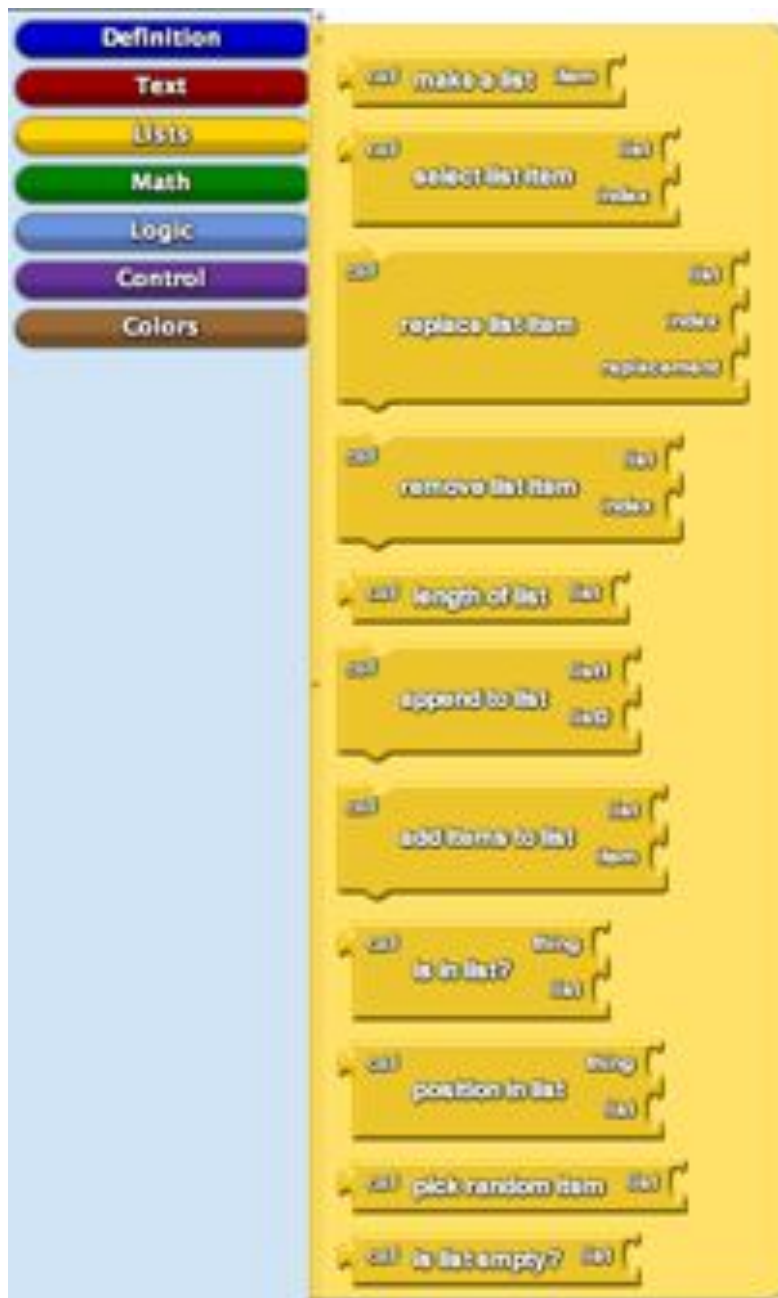 Definition
Text
Lists
Math
Logic
Control
Colors
call make a list item
call select list item list index
call replace list item list index replacement
call remove list item list index
call length of list list
call append to list list1 list2
call add items to list list item
call is in list? thing list
call position in list thing list
call pick random item list
call is list empty? list